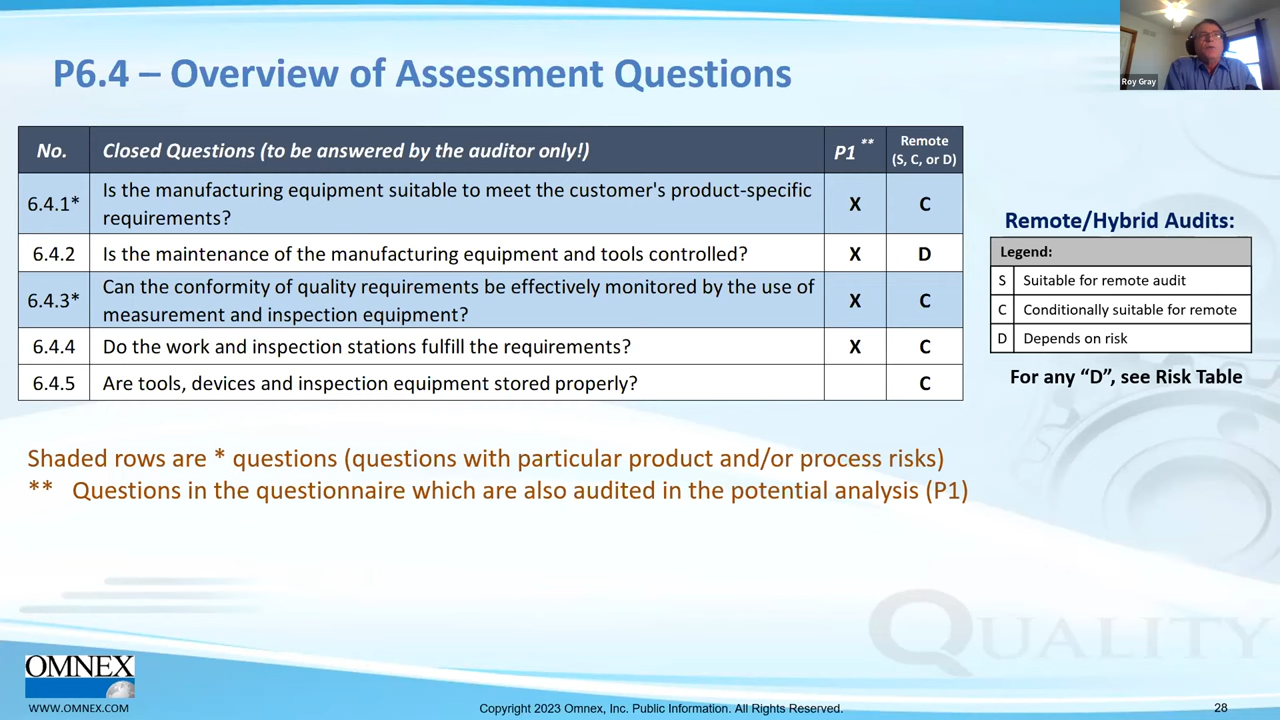 Roy Gray
P6.4 – Overview of Assessment Questions
No. Closed Questions (to be answered by the auditor only!) P1 ** Remote (S, C, or D)
6.4.1* Is the manufacturing equipment suitable to meet the customer's product-specific
requirements? X C
6.4.2 Is the maintenance of the manufacturing equipment and tools controlled? X D
6.4.3* Can the conformity of quality requirements be effectively monitored by the use of
measurement and inspection equipment? X C
6.4.4 Do the work and inspection stations fulfill the requirements? X C
6.4.5 Are tools, devices and inspection equipment stored properly? C
Remote/Hybrid Audits:
Legend:
S Suitable for remote audit
C Conditionally suitable for remote
D Depends on risk
For any “D”, see Risk Table
Shaded rows are * questions (questions with particular product and/or process risks)
** Questions in the questionnaire which are also audited in the potential analysis (P1)
QUALITY
OMNEX
WWW.OMNEX.COM
Copyright 2023 Omnex, Inc. Public Information. All Rights Reserved.
28